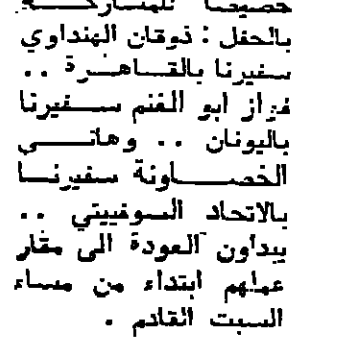 خصيصا للمشاركة
بالحفل : ذوقان الهنداوي
سفيرنا بالقاهرة ..
فواز ابو الغنم سفيرنا
باليونان .. وهاني
الخصاونة سفيرنا
بالاتحاد السوفييتي ..
يبدأون العودة الى مقار
عملهم ابتداء من مساء
السبت القادم .